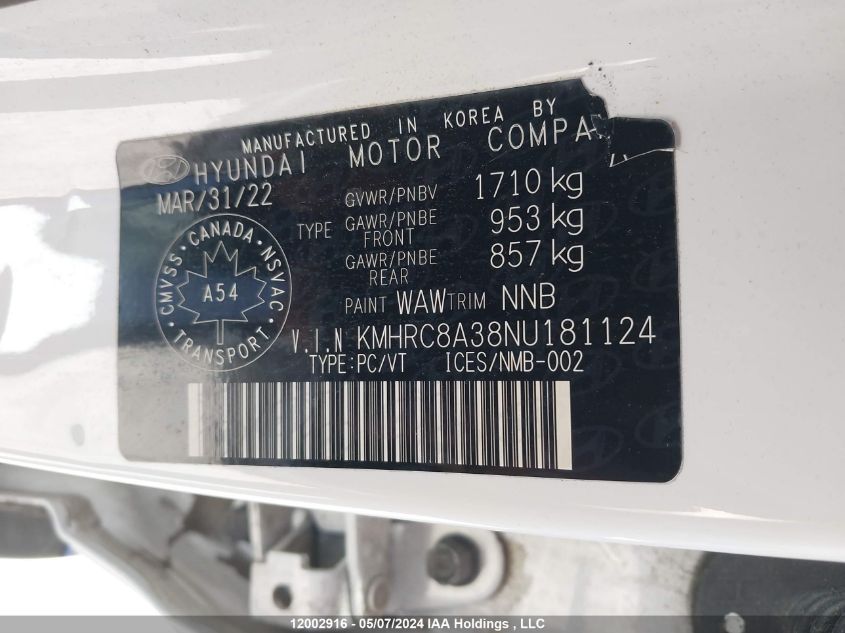 MANUFACTURED IN KOREA BY
HYUNDAI MOTOR COMPA
MAR/31/22
GVWR/PNBV 1710 kg
TYPE GAWR/PNBE FRONT 953 kg
GAWR/PNBE REAR 857 kg
CMVSS · CANADA · NSVAC
A54
TRANSPORT
PAINT WAW TRIM NNB
V.I.N KMHRC8A38NU181124
TYPE:PC/VT ICES/NMB-002
12002916 - 05/07/2024 IAA Holdings , LLC